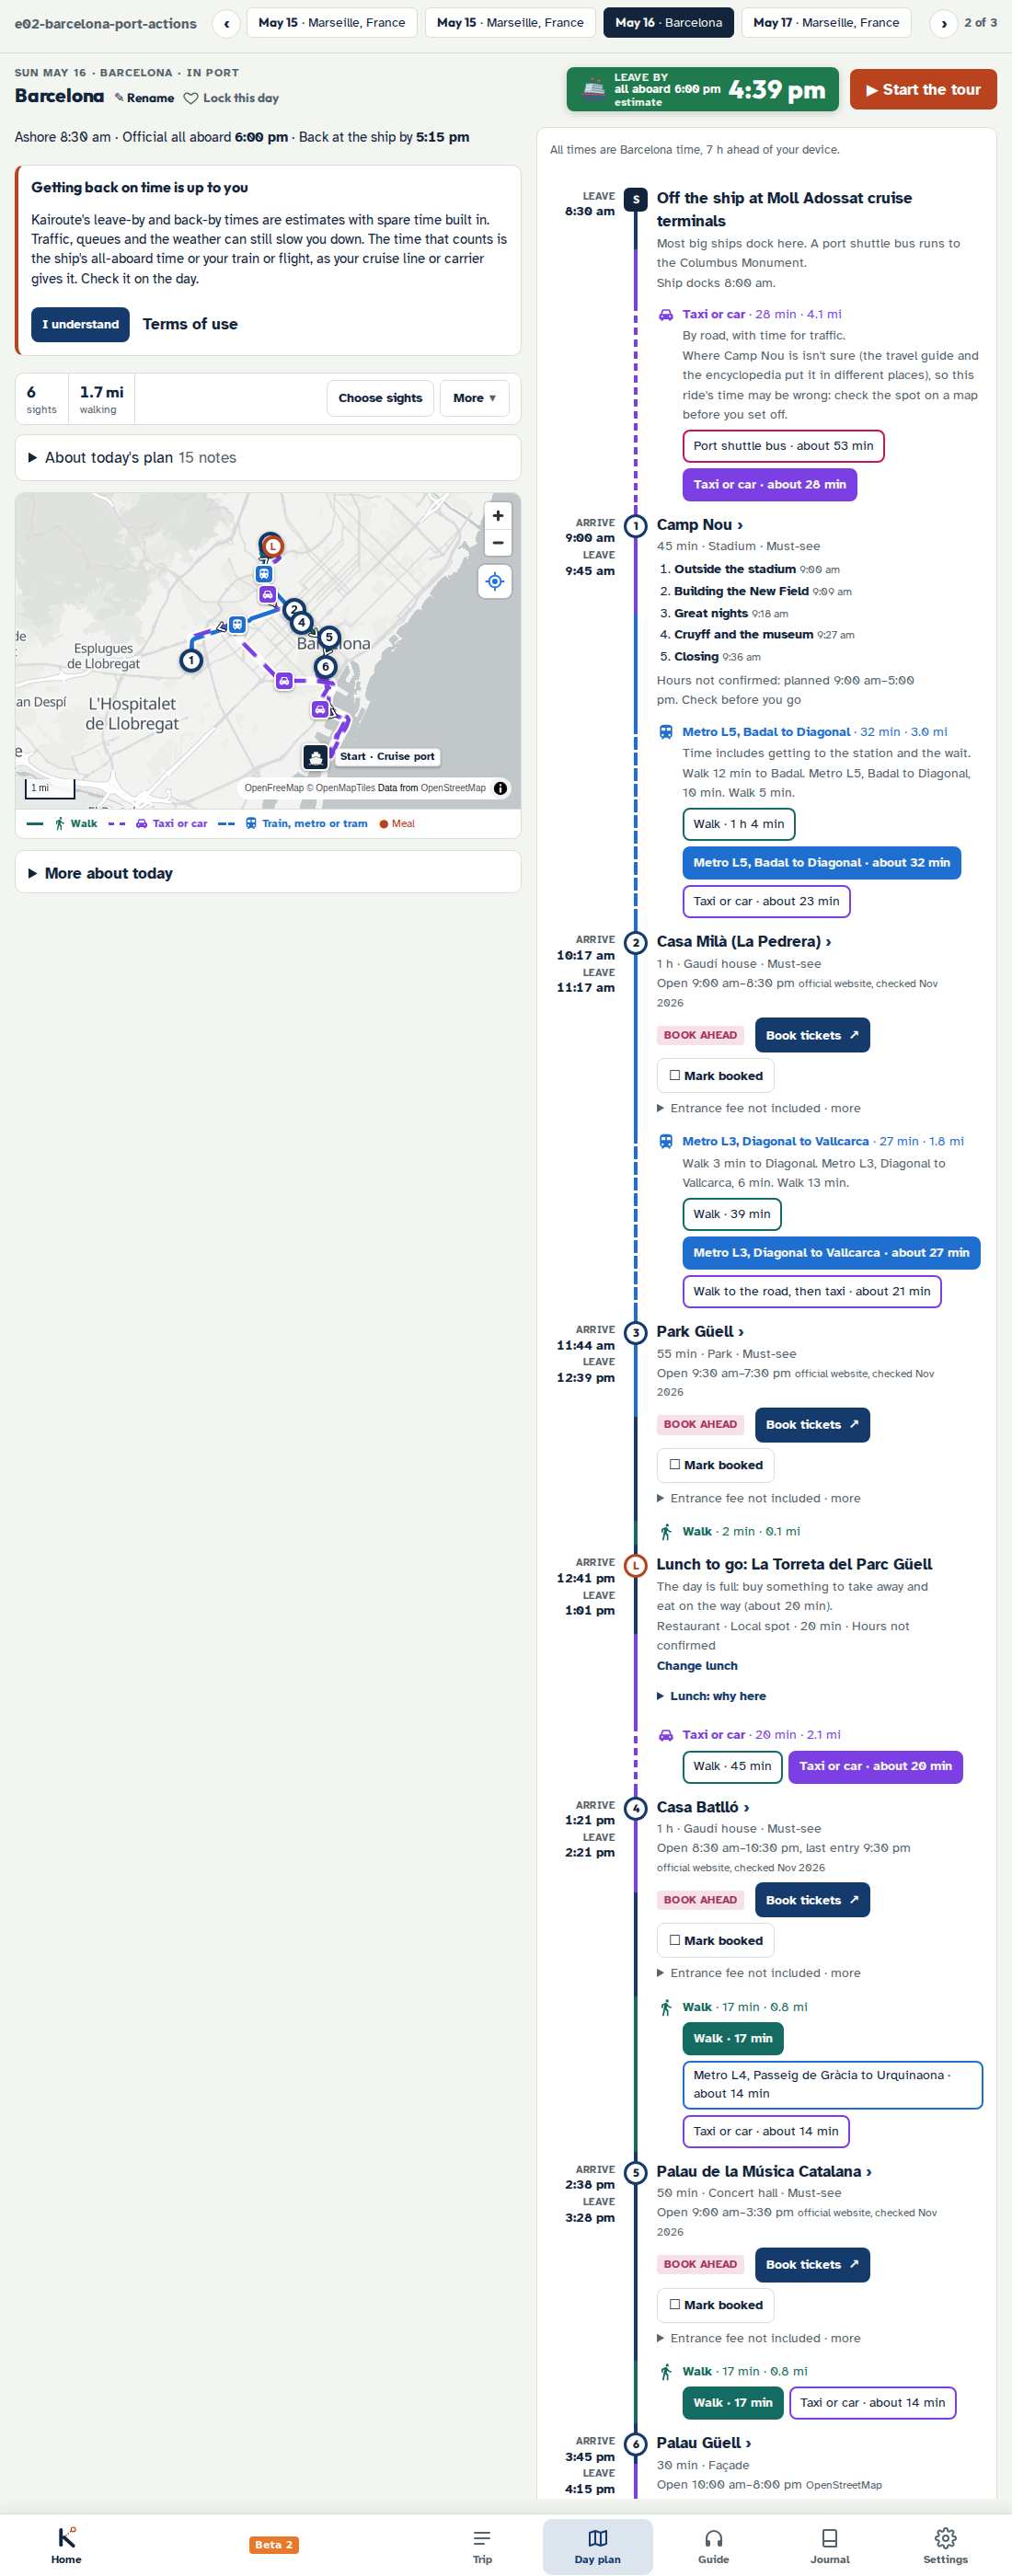 e02-barcelona-port-actions
‹
May 15 · Marseille, France
May 15 · Marseille, France
May 16 · Barcelona
May 17 · Marseille, France
›
2 of 3
SUN MAY 16 · BARCELONA · IN PORT
Barcelona
✎ Rename
Lock this day
LEAVE BY
all aboard 6:00 pm
estimate
4:39 pm
▶ Start the tour
Ashore 8:30 am · Official all aboard 6:00 pm · Back at the ship by 5:15 pm
Getting back on time is up to you
Kairoute's leave-by and back-by times are estimates with spare time built in.
Traffic, queues and the weather can still slow you down. The time that counts is
the ship's all-aboard time or your train or flight, as your cruise line or carrier
gives it. Check it on the day.
I understand
Terms of use
6
sights
1.7 mi
walking
Choose sights
More ▼
▶ About today's plan 15 notes
L
2
4
5
6
1
Esplugues
de Llobregat
an Despí
L'Hospitalet
de Llobregat
Start · Cruise port
1 mi
+
−
OpenFreeMap © OpenMapTiles Data from OpenStreetMap
Walk
Taxi or car
Train, metro or tram
Meal
▶ More about today
All times are Barcelona time, 7 h ahead of your device.
LEAVE
8:30 am
S
Off the ship at Moll Adossat cruise
terminals
Most big ships dock here. A port shuttle bus runs to
the Columbus Monument.
Ship docks 8:00 am.
Taxi or car · 28 min · 4.1 mi
By road, with time for traffic.
Where Camp Nou is isn't sure (the travel guide and
the encyclopedia put it in different places), so this
ride's time may be wrong: check the spot on a map
before you set off.
Port shuttle bus · about 53 min
Taxi or car · about 28 min
ARRIVE
9:00 am
LEAVE
9:45 am
1
Camp Nou ›
45 min · Stadium · Must-see
1. Outside the stadium 9:00 am
2. Building the New Field 9:09 am
3. Great nights 9:18 am
4. Cruyff and the museum 9:27 am
5. Closing 9:36 am
Hours not confirmed: planned 9:00 am–5:00
pm. Check before you go
Metro L5, Badal to Diagonal · 32 min · 3.0 mi
Time includes getting to the station and the wait.
Walk 12 min to Badal. Metro L5, Badal to Diagonal,
10 min. Walk 5 min.
Walk · 1 h 4 min
Metro L5, Badal to Diagonal · about 32 min
Taxi or car · about 23 min
ARRIVE
10:17 am
LEAVE
11:17 am
2
Casa Milà (La Pedrera) ›
1 h · Gaudí house · Must-see
Open 9:00 am–8:30 pm official website, checked Nov
2026
BOOK AHEAD
Book tickets ↗
☐ Mark booked
▶ Entrance fee not included · more
Metro L3, Diagonal to Vallcarca · 27 min · 1.8 mi
Walk 3 min to Diagonal. Metro L3, Diagonal to
Vallcarca, 6 min. Walk 13 min.
Walk · 39 min
Metro L3, Diagonal to Vallcarca · about 27 min
Walk to the road, then taxi · about 21 min
ARRIVE
11:44 am
LEAVE
12:39 pm
3
Park Güell ›
55 min · Park · Must-see
Open 9:30 am–7:30 pm official website, checked Nov
2026
BOOK AHEAD
Book tickets ↗
☐ Mark booked
▶ Entrance fee not included · more
Walk · 2 min · 0.1 mi
ARRIVE
12:41 pm
LEAVE
1:01 pm
L
Lunch to go: La Torreta del Parc Güell
The day is full: buy something to take away and
eat on the way (about 20 min).
Restaurant · Local spot · 20 min · Hours not
confirmed
Change lunch
▶ Lunch: why here
Taxi or car · 20 min · 2.1 mi
Walk · 45 min
Taxi or car · about 20 min
ARRIVE
1:21 pm
LEAVE
2:21 pm
4
Casa Batlló ›
1 h · Gaudí house · Must-see
Open 8:30 am–10:30 pm, last entry 9:30 pm
official website, checked Nov 2026
BOOK AHEAD
Book tickets ↗
☐ Mark booked
▶ Entrance fee not included · more
Walk · 17 min · 0.8 mi
Walk · 17 min
Metro L4, Passeig de Gràcia to Urquinaona ·
about 14 min
Taxi or car · about 14 min
ARRIVE
2:38 pm
LEAVE
3:28 pm
5
Palau de la Música Catalana ›
50 min · Concert hall · Must-see
Open 9:00 am–3:30 pm official website, checked Nov
2026
BOOK AHEAD
Book tickets ↗
☐ Mark booked
▶ Entrance fee not included · more
Walk · 17 min · 0.8 mi
Walk · 17 min
Taxi or car · about 14 min
ARRIVE
3:45 pm
LEAVE
4:15 pm
6
Palau Güell ›
30 min · Façade
Open 10:00 am–8:00 pm OpenStreetMap
Home
Beta 2
Trip
Day plan
Guide
Journal
Settings